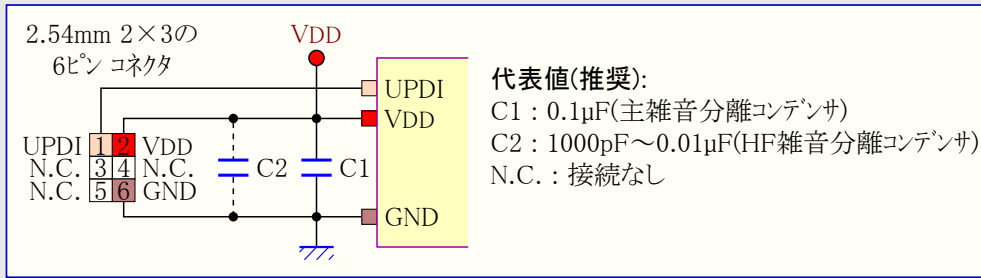 2.54mm 2×3の
6ピン コネクタ
VDD
UPDI
VDD
GND
UPDI 1 2 VDD
N.C. 3 4 N.C.
N.C. 5 6 GND
C2
C1
代表値(推奨):
C1 : 0.1µF(主雑音分離コンデンサ)
C2 : 1000pF～0.01µF(HF雑音分離コンデンサ)
N.C. : 接続なし